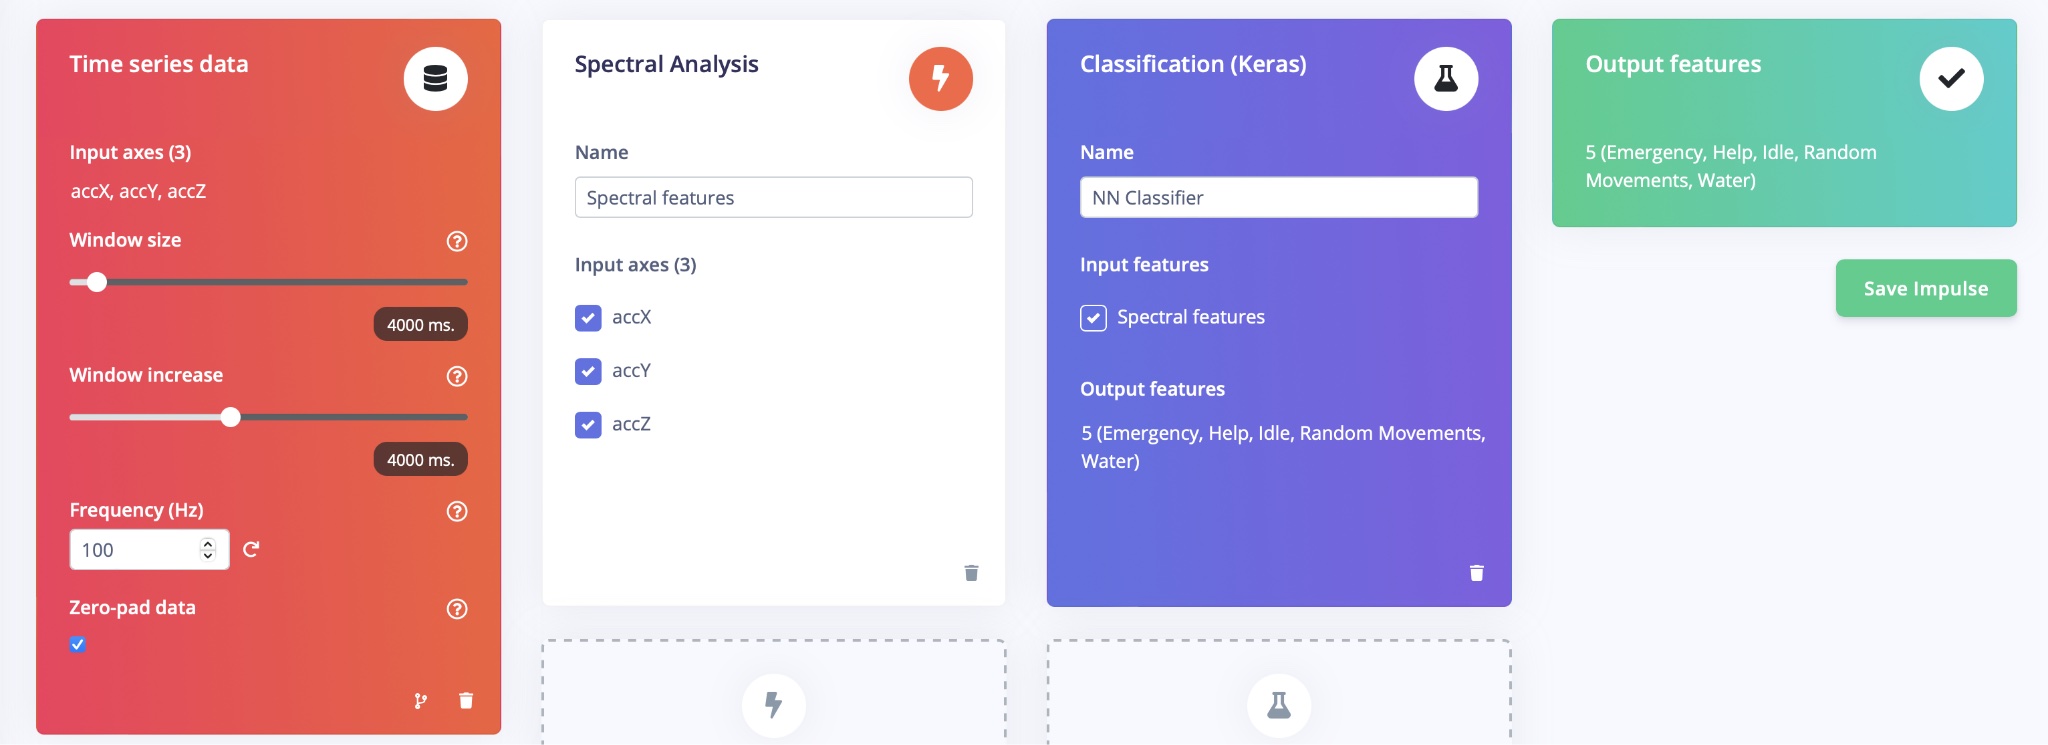 Time series data
Input axes (3)
accX, accY, accZ
Window size
4000 ms.
Window increase
4000 ms.
Frequency (Hz)
100
Zero-pad data
Spectral Analysis
Name
Spectral features
Input axes (3)
accX
accY
accZ
Classification (Keras)
Name
NN Classifier
Input features
Spectral features
Output features
5 (Emergency, Help, Idle, Random Movements,
Water)
Output features
5 (Emergency, Help, Idle, Random
Movements, Water)
Save Impulse